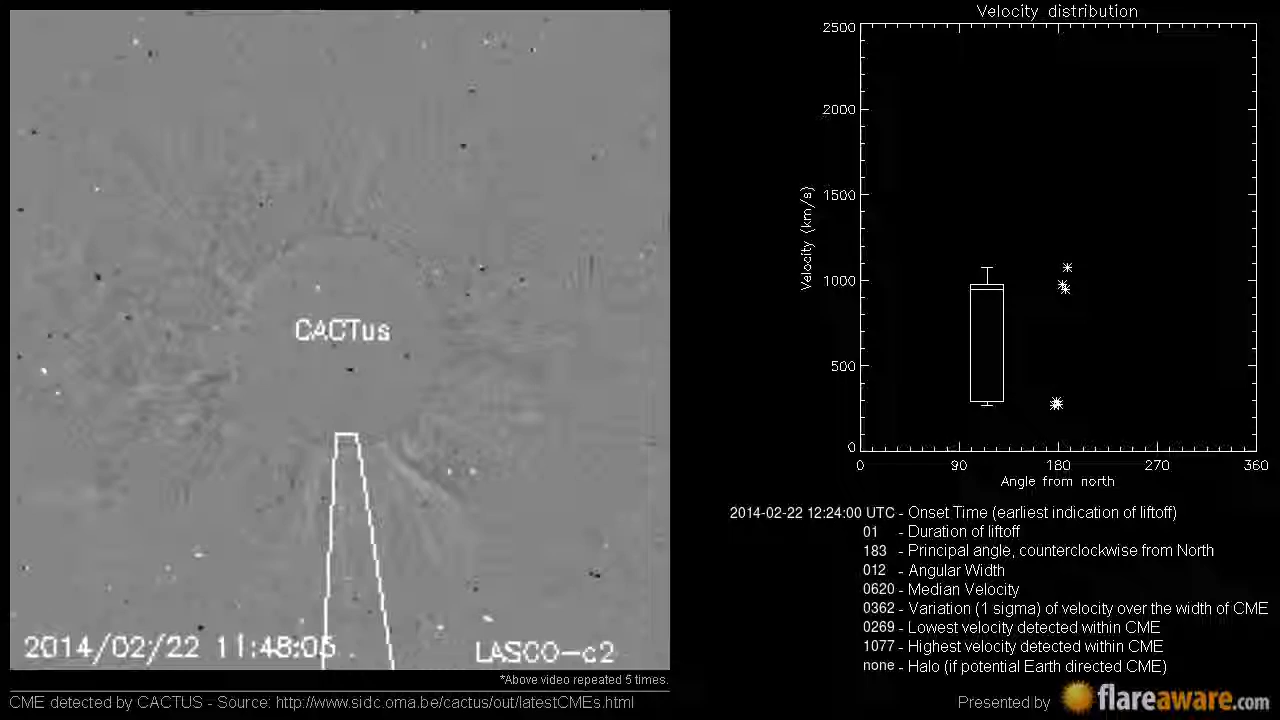 CACTus
2014/02/22 11:48:05
LASCO-c2
*Above video repeated 5 times.
CME detected by CACTUS - Source: http://www.sidc.oma.be/cactus/out/latestCMEs.html
Velocity distribution
2500
2000
1500
1000
500
0
Velocity (km/s)
0 90 180 270 360
Angle from north
2014-02-22 12:24:00 UTC - Onset Time (earliest indication of liftoff)
01 - Duration of liftoff
183 - Principal angle, counterclockwise from North
012 - Angular Width
0620 - Median Velocity
0362 - Variation (1 sigma) of velocity over the width of CME
0269 - Lowest velocity detected within CME
1077 - Highest velocity detected within CME
none - Halo (if potential Earth directed CME)
Presented by flareaware.com